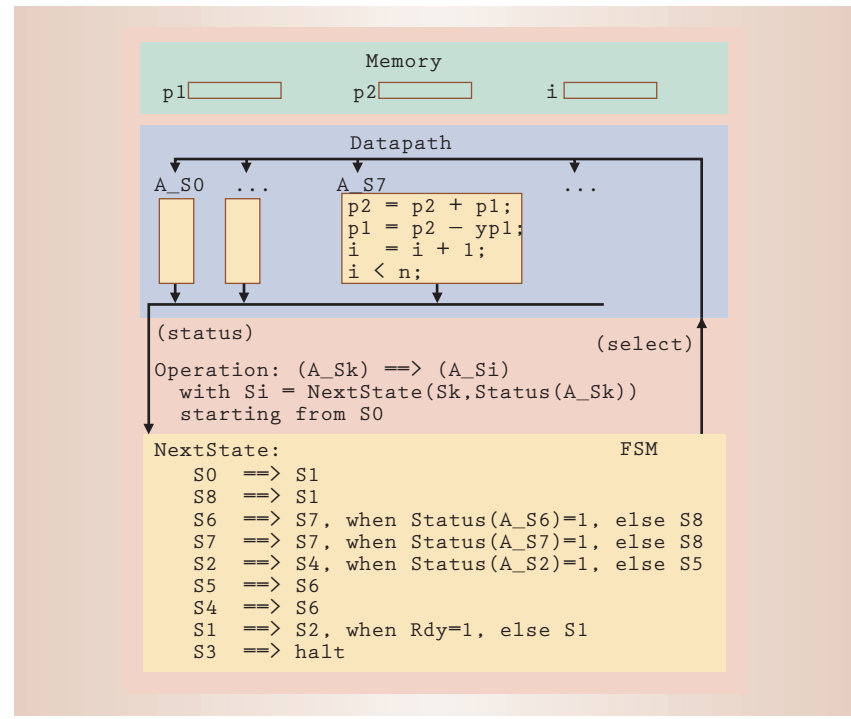 Memory
p1 p2 i
Datapath
A_S0 ... A_S7 ...
p2 = p2 + p1;
p1 = p2 − yp1;
i = i + 1;
i < n;
(status)
(select)
Operation: (A_Sk) ==> (A_Si)
with Si = NextState(Sk,Status(A_Sk))
starting from S0
NextState: FSM
S0 ==> S1
S8 ==> S1
S6 ==> S7, when Status(A_S6)=1, else S8
S7 ==> S7, when Status(A_S7)=1, else S8
S2 ==> S4, when Status(A_S2)=1, else S5
S5 ==> S6
S4 ==> S6
S1 ==> S2, when Rdy=1, else S1
S3 ==> halt